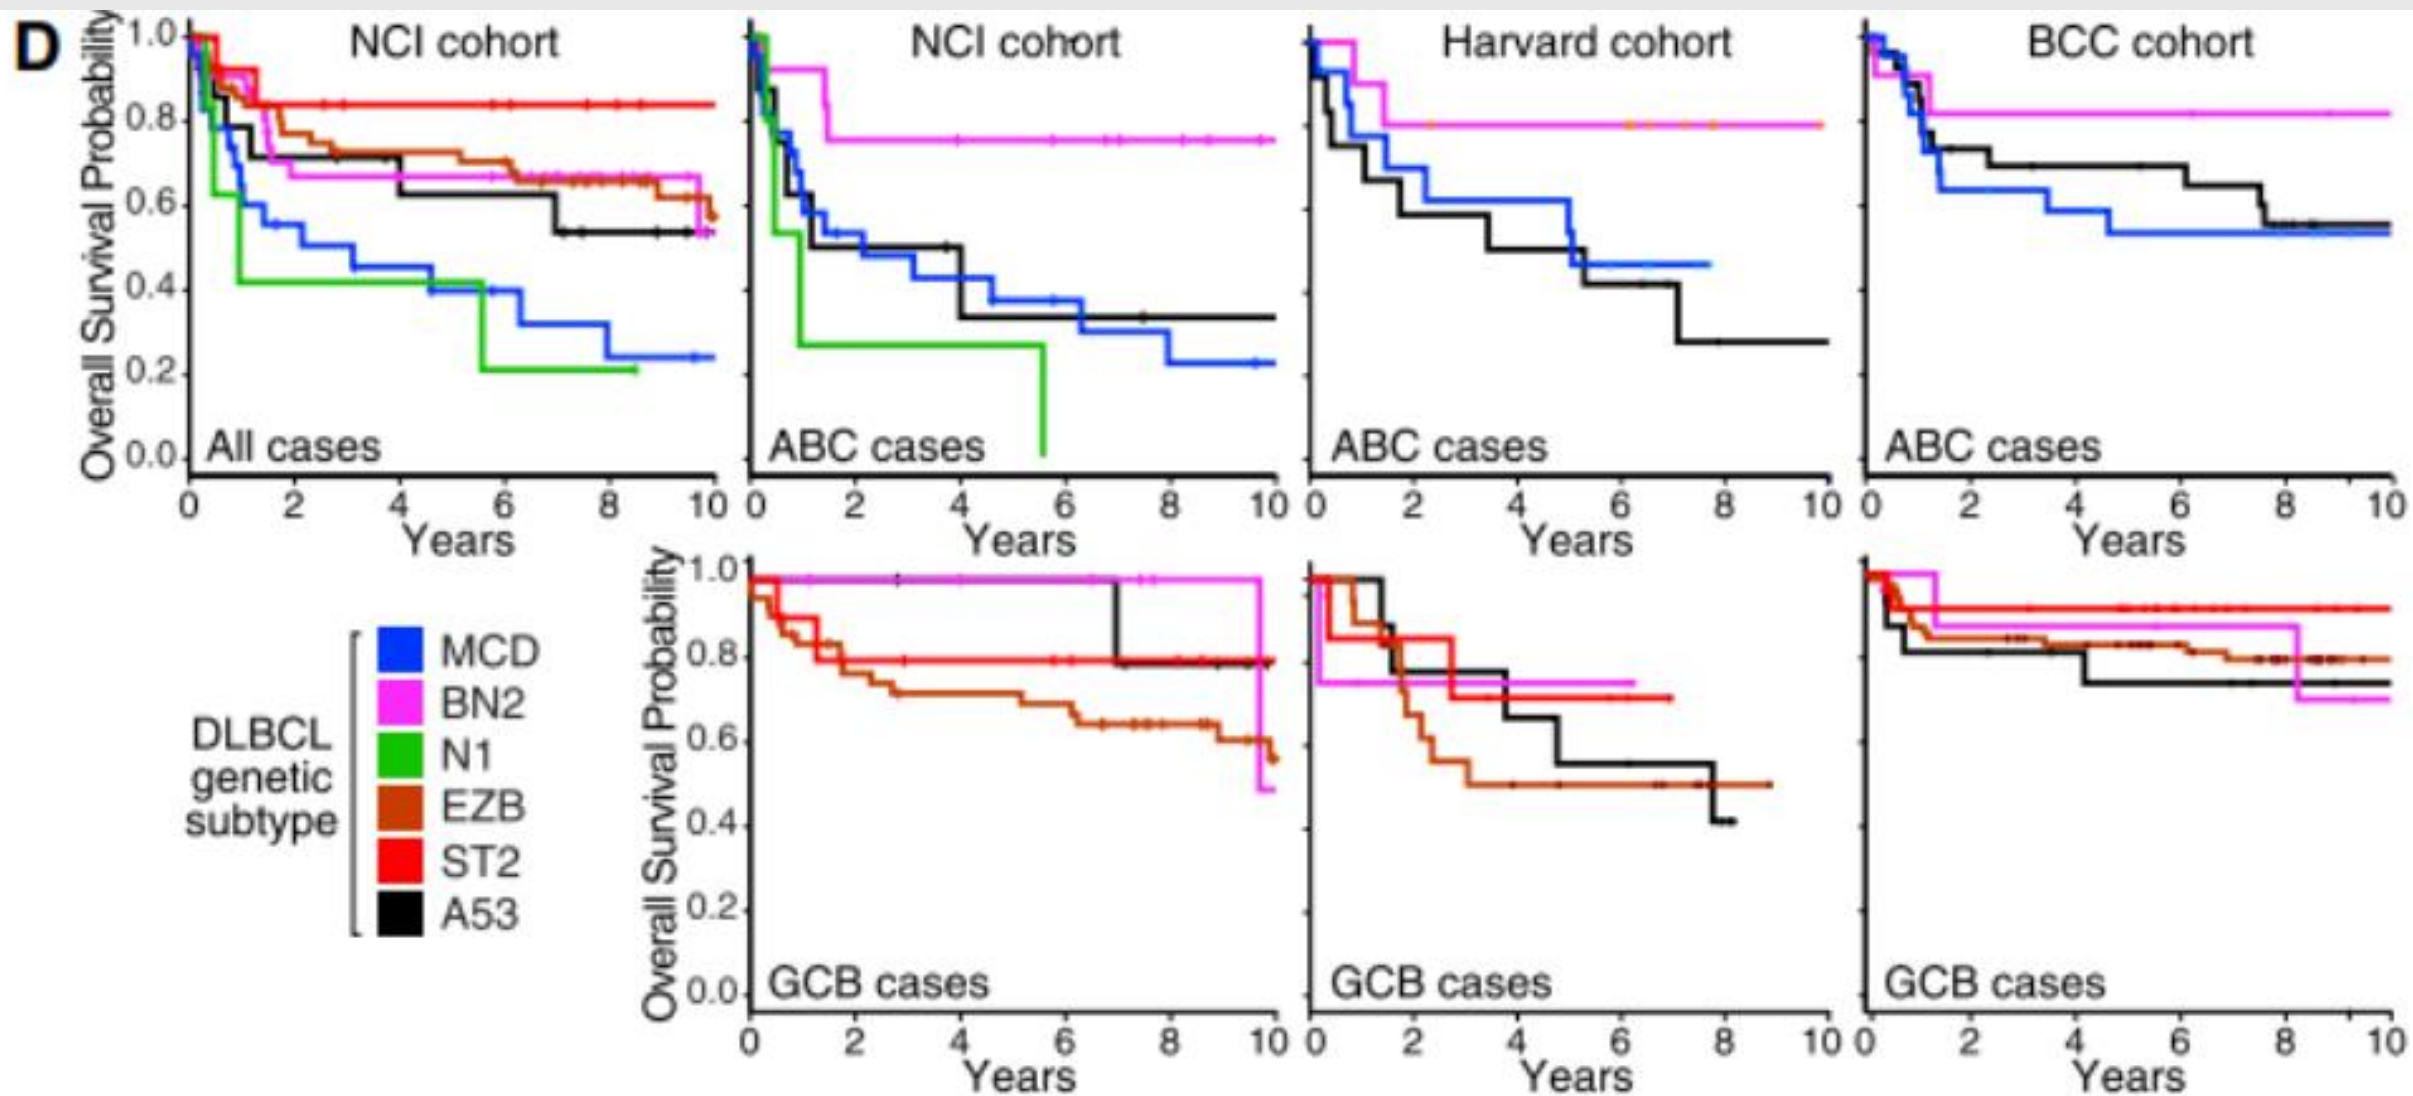 D
NCI cohort
NCI cohort
Harvard cohort
BCC cohort
Overall Survival Probability
1.0
0.8
0.6
0.4
0.2
0.0
All cases
ABC cases
ABC cases
ABC cases
0 2 4 6 8 10
0 2 4 6 8 10
0 2 4 6 8 10
0 2 4 6 8 10
Years
Years
Years
Years
DLBCL
genetic
subtype
MCD
BN2
N1
EZB
ST2
A53
Overall Survival Probability
1.0
0.8
0.6
0.4
0.2
0.0
GCB cases
GCB cases
GCB cases
0 2 4 6 8 10
0 2 4 6 8 10
0 2 4 6 8 10
Years
Years
Years